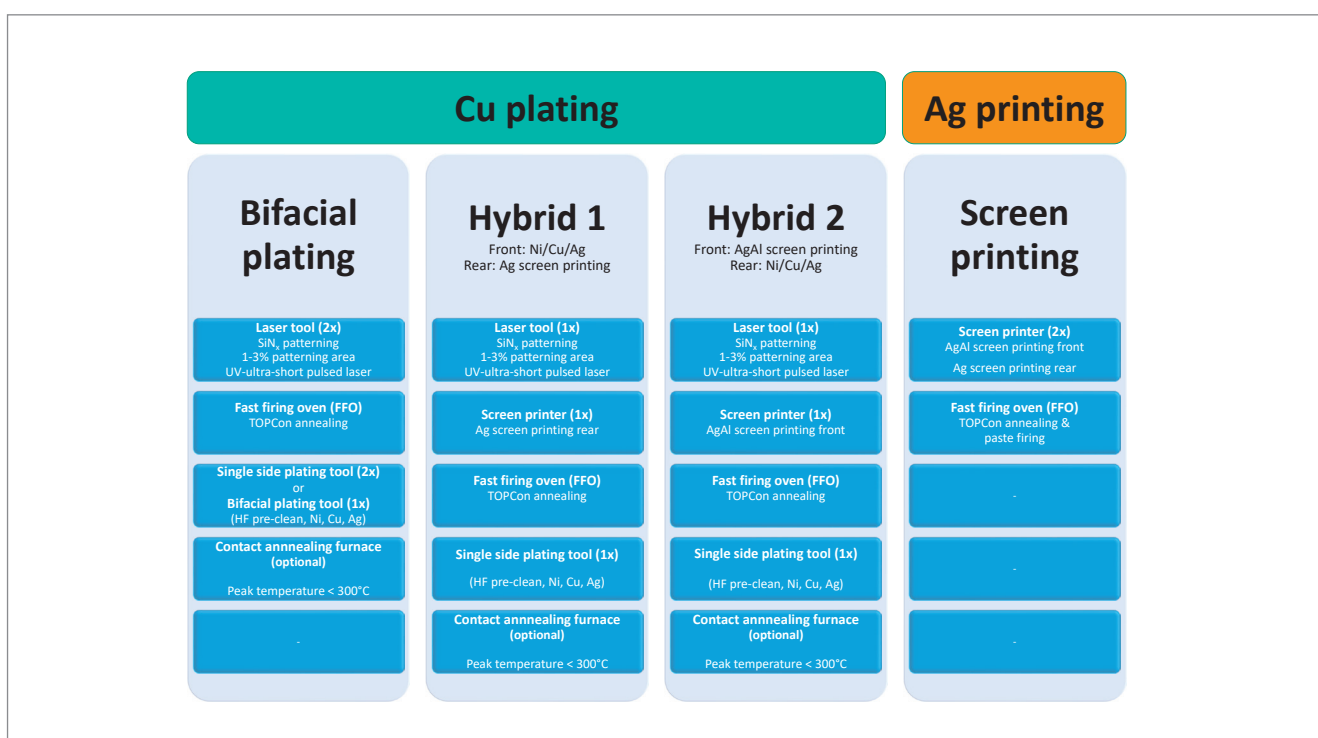 Cu plating
Ag printing
Bifacial
plating
Laser tool (2x)
SiNx patterning
1-3% patterning area
UV-ultra-short pulsed laser
Fast firing oven (FFO)
TOPCon annealing
Single side plating tool (2x)
or
Bifacial plating tool (1x)
(HF pre-clean, Ni, Cu, Ag)
Contact annnealing furnace
(optional)
Peak temperature < 300°C
-
Hybrid 1
Front: Ni/Cu/Ag
Rear: Ag screen printing
Laser tool (1x)
SiNx patterning
1-3% patterning area
UV-ultra-short pulsed laser
Screen printer (1x)
Ag screen printing rear
Fast firing oven (FFO)
TOPCon annealing
Single side plating tool (1x)
(HF pre-clean, Ni, Cu, Ag)
Contact annnealing furnace
(optional)
Peak temperature < 300°C
Hybrid 2
Front: AgAl screen printing
Rear: Ni/Cu/Ag
Laser tool (1x)
SiNx patterning
1-3% patterning area
UV-ultra-short pulsed laser
Screen printer (1x)
AgAl screen printing front
Fast firing oven (FFO)
TOPCon annealing
Single side plating tool (1x)
(HF pre-clean, Ni, Cu, Ag)
Contact annnealing furnace
(optional)
Peak temperature < 300°C
Screen
printing
Screen printer (2x)
AgAl screen printing front
Ag screen printing rear
Fast firing oven (FFO)
TOPCon annealing &
paste firing
-
-
-